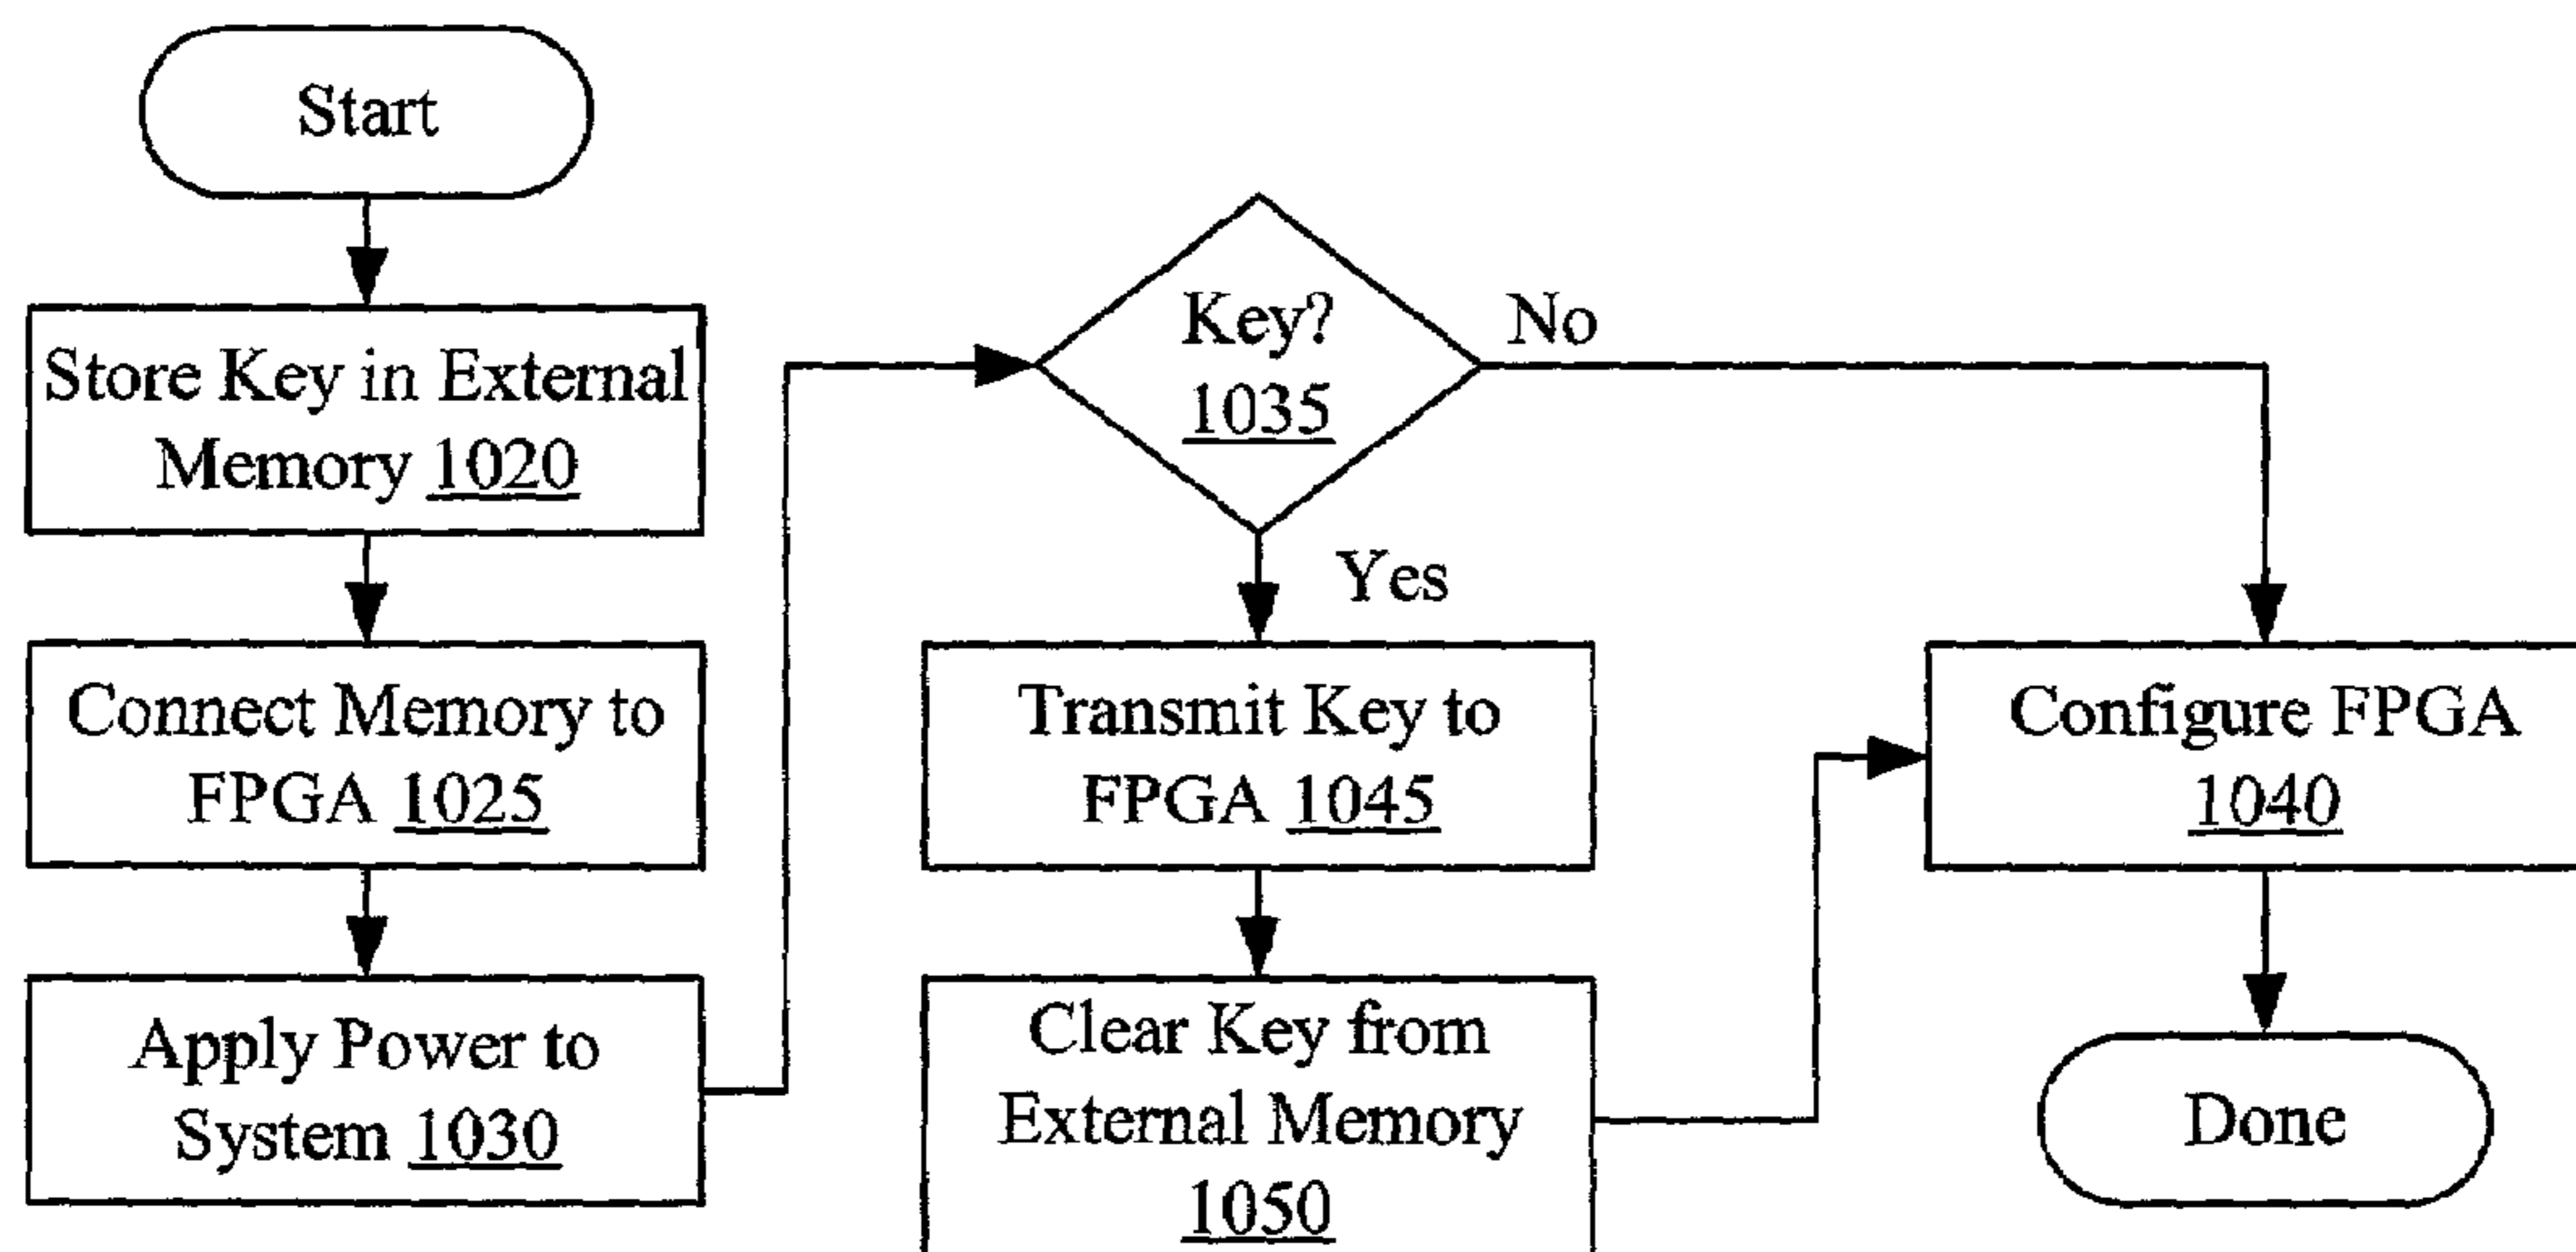 Start
Store Key in External
Memory 1020
Connect Memory to
FPGA 1025
Apply Power to
System 1030
Key?
1035
No
Yes
Transmit Key to
FPGA 1045
Clear Key from
External Memory
1050
Configure FPGA
1040
Done